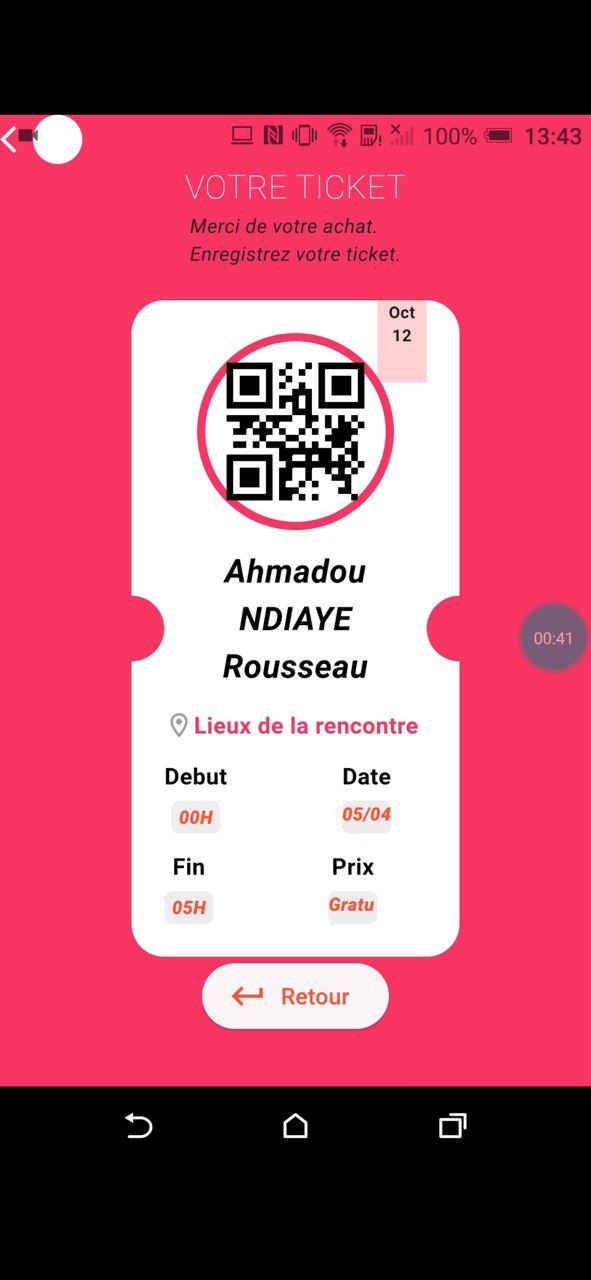 100% 13:43
VOTRE TICKET
Merci de votre achat.
Enregistrez votre ticket.
Oct
12
Ahmadou
NDIAYE
Rousseau
00:41
Lieux de la rencontre
Debut Date
00H 05/04
Fin Prix
05H Gratu
Retour